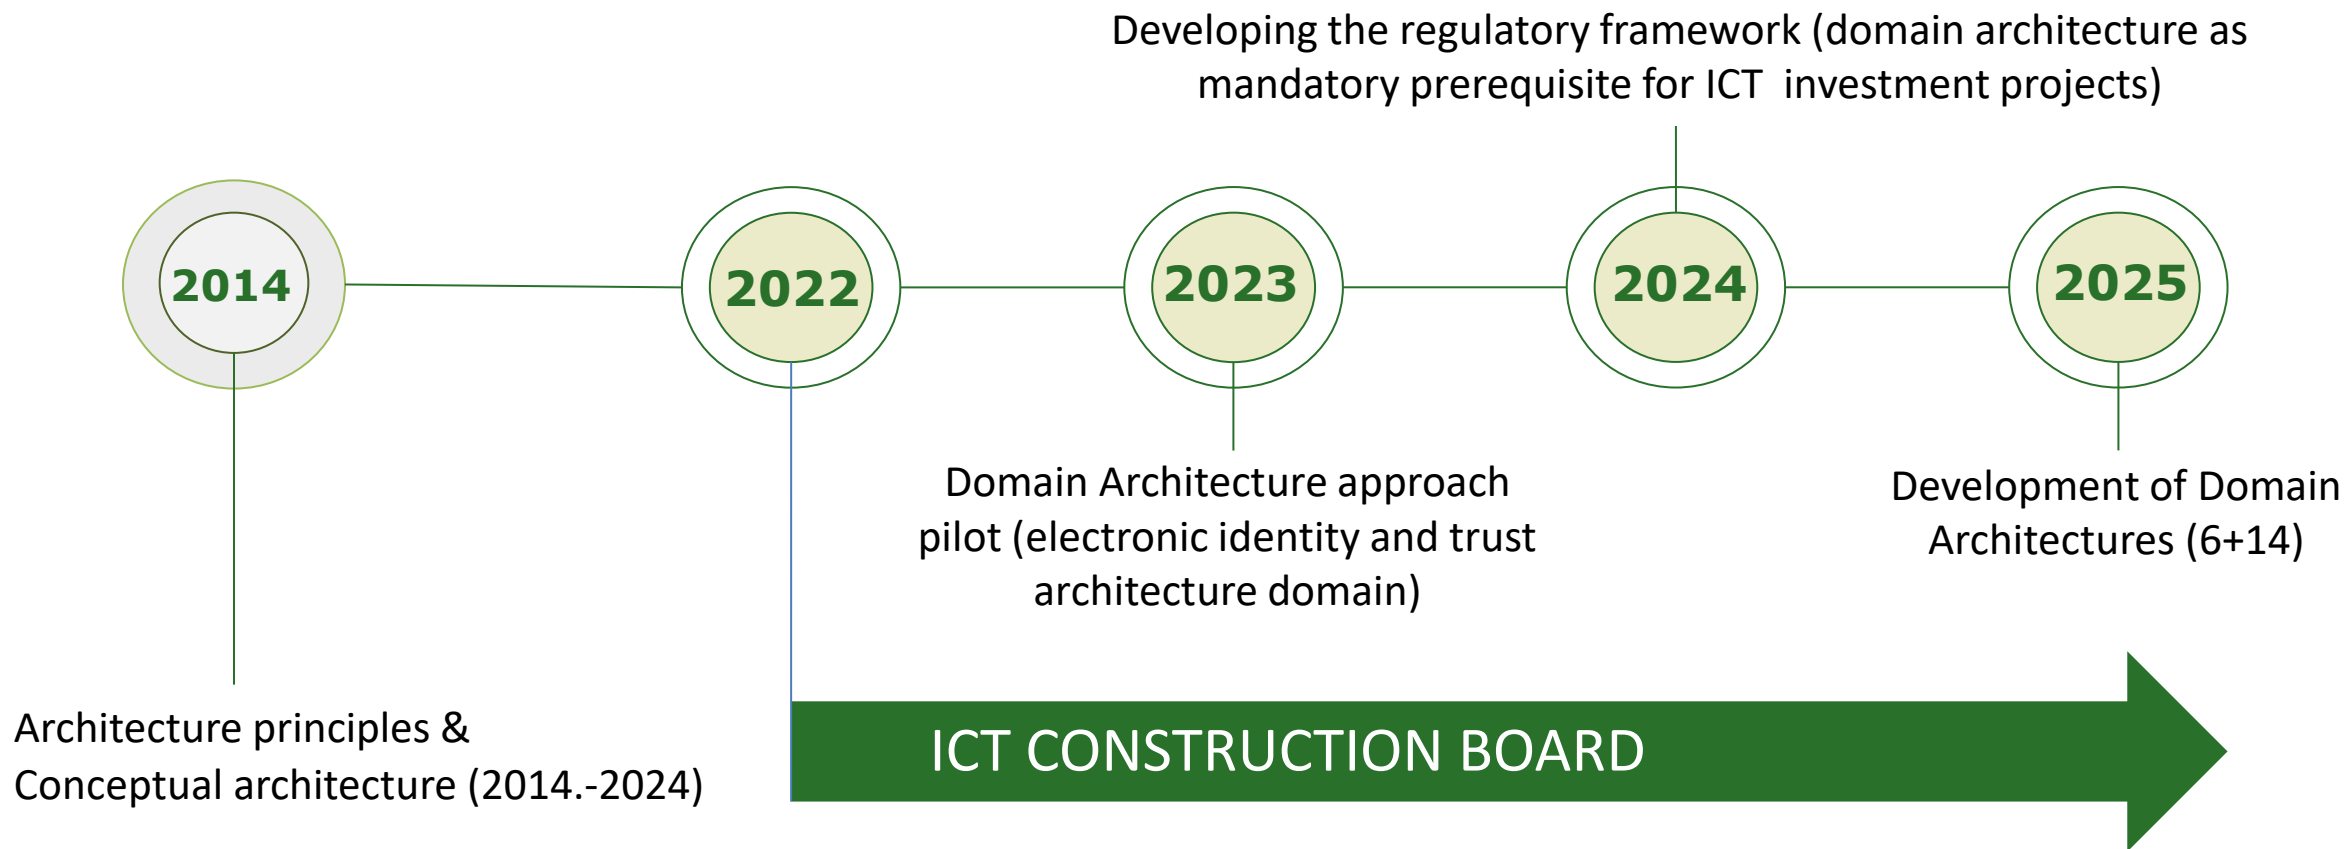 Developing the regulatory framework (domain architecture as
mandatory prerequisite for ICT investment projects)
2014
2022
2023
2024
2025
Domain Architecture approach
pilot (electronic identity and trust
architecture domain)
Development of Domain
Architectures (6+14)
Architecture principles &
Conceptual architecture (2014.-2024)
ICT CONSTRUCTION BOARD